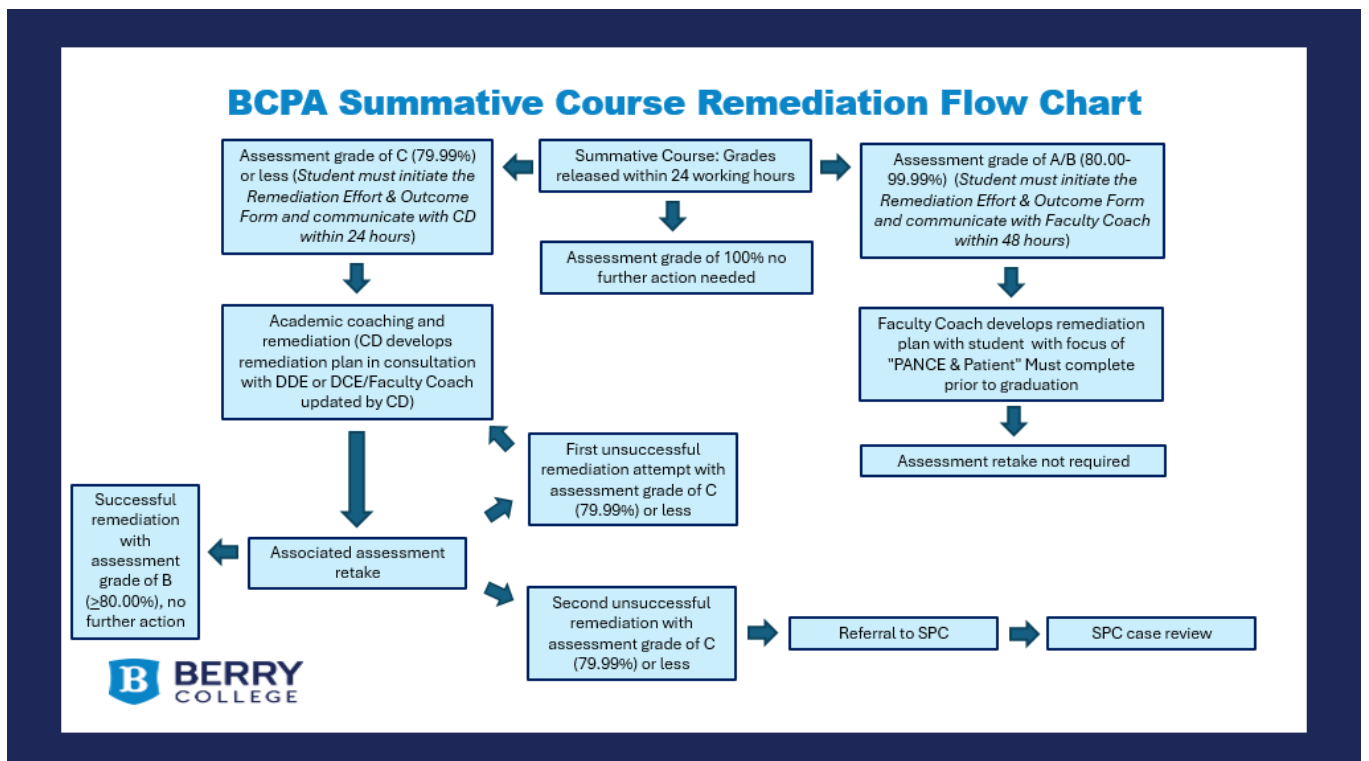 BCPA Summative Course Remediation Flow Chart
Assessment grade of C (79.99%)
or less (Student must initiate the
Remediation Effort & Outcome
Form and communicate with CD
within 24 hours)
Summative Course: Grades
released within 24 working hours
Assessment grade of A/B (80.00-
99.99%) (Student must initiate the
Remediation Effort & Outcome Form
and communicate with Faculty Coach
within 48 hours)
Assessment grade of 100% no
further action needed
Academic coaching and
remediation (CD develops
remediation plan in consultation
with DDE or DCE/Faculty Coach
updated by CD)
Faculty Coach develops remediation
plan with student with focus of
"PANCE & Patient" Must complete
prior to graduation
First unsuccessful
remediation attempt with
assessment grade of C
(79.99%) or less
Assessment retake not required
Successful
remediation
with
assessment
grade of B
(≥80.00%), no
further action
Associated assessment
retake
Second unsuccessful
remediation with
assessment grade of C
(79.99%) or less
Referral to SPC
SPC case review
B
BERRY
COLLEGE